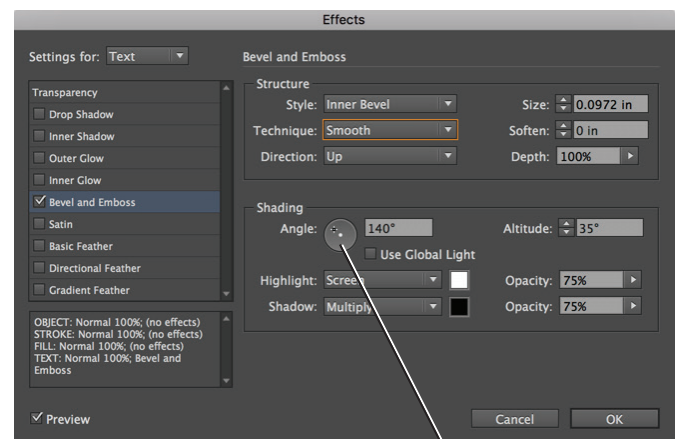 Effects
Settings for: Text
Transparency
Drop Shadow
Inner Shadow
Outer Glow
Inner Glow
Bevel and Emboss
Satin
Basic Feather
Directional Feather
Gradient Feather
OBJECT: Normal 100%; (no effects)
STROKE: Normal 100%; (no effects)
FILL: Normal 100%; (no effects)
TEXT: Normal 100%; Bevel and
Emboss
Preview
Bevel and Emboss
Structure
Style: Inner Bevel Size: 0.0972 in
Technique: Smooth Soften: 0 in
Direction: Up Depth: 100%
Shading
Angle: 140° Altitude: 35°
Use Global Light
Highlight: Screen Opacity: 75%
Shadow: Multiply Opacity: 75%
Cancel OK